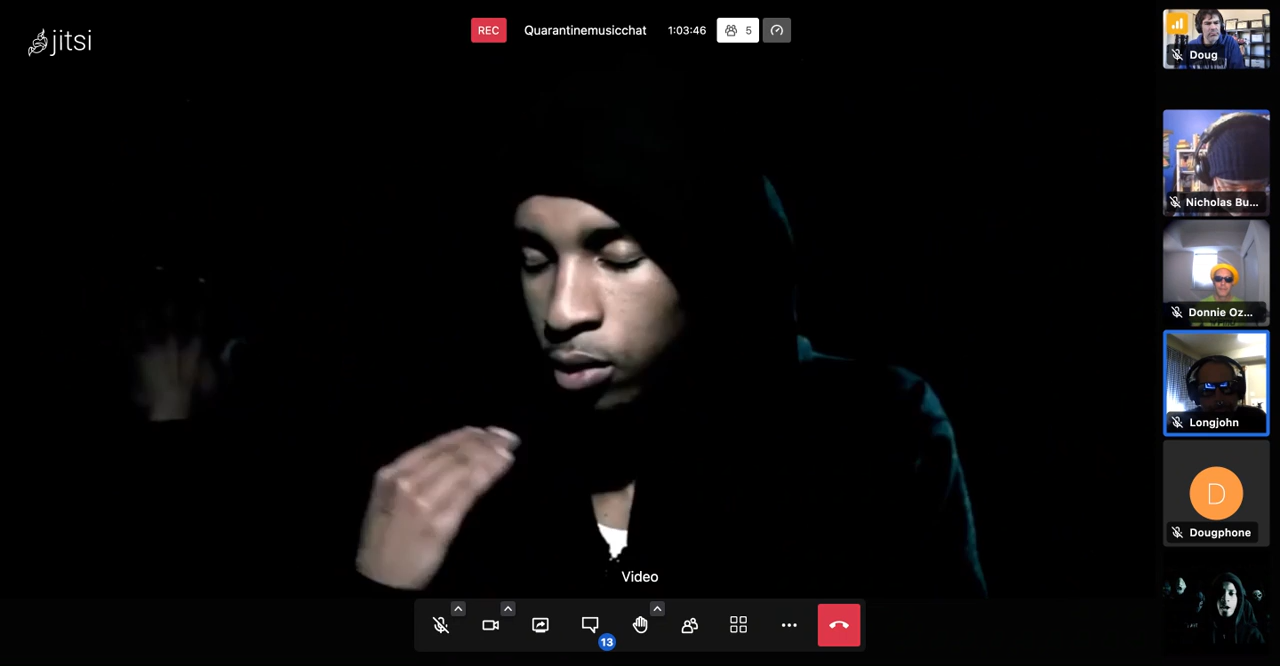 jitsi
REC
Quarantinemusicchat
1:03:46
5
Doug
Nicholas Bu...
Donnie Oz...
Longjohn
D
Dougphone
Video
13